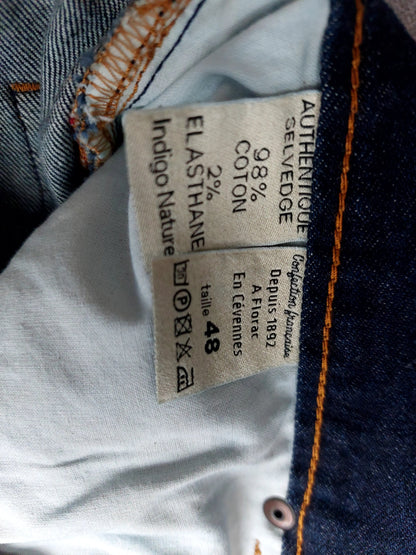 AUTHENTIQUE
SELVEDGE
98%
COTON
2%
ELASTHANE
Indigo Nature
Confection française
Depuis 1892
A Florac
En Cévennes
taille 48